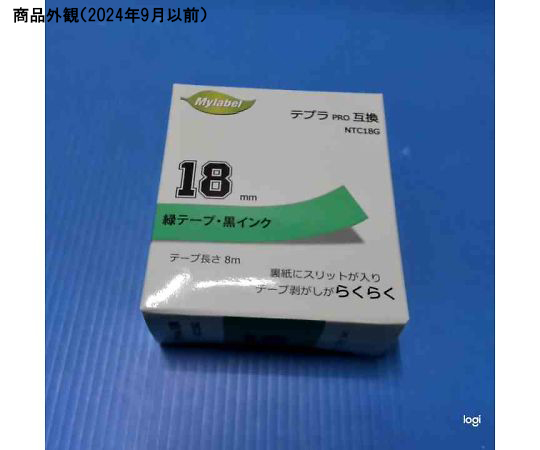 商品外観(2024年9月以前)
Mylabel
テプラ PRO 互換
NTC18G
18 mm
緑テープ・黒インク
テープ長さ 8m
裏紙にスリットが入り
テープ剥がしがらくらく
logi